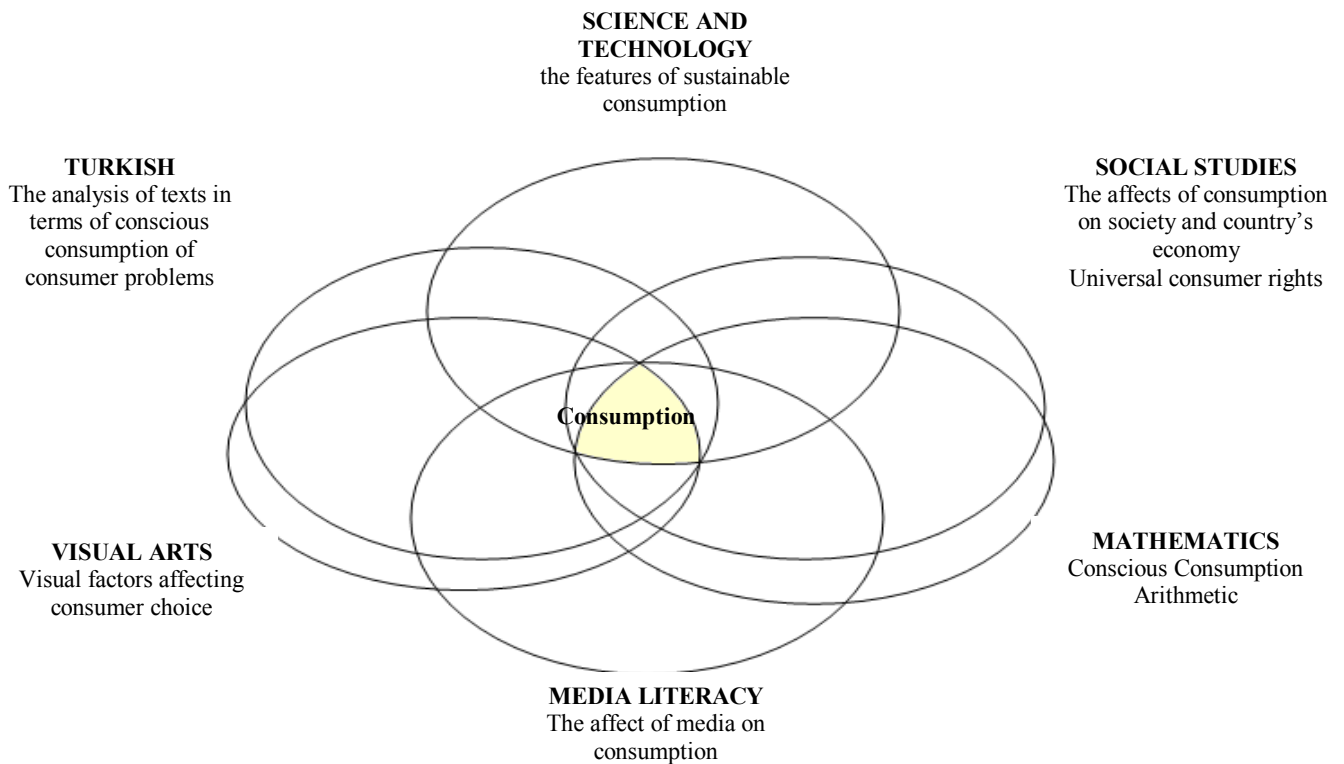 SCIENCE AND
TECHNOLOGY
the features of sustainable
consumption
TURKISH
The analysis of texts in
terms of conscious
consumption of
consumer problems
SOCIAL STUDIES
The affects of consumption
on society and country’s
economy
Universal consumer rights
Consumption
VISUAL ARTS
Visual factors affecting
consumer choice
MATHEMATICS
Conscious Consumption
Arithmetic
MEDIA LITERACY
The affect of media on
consumption